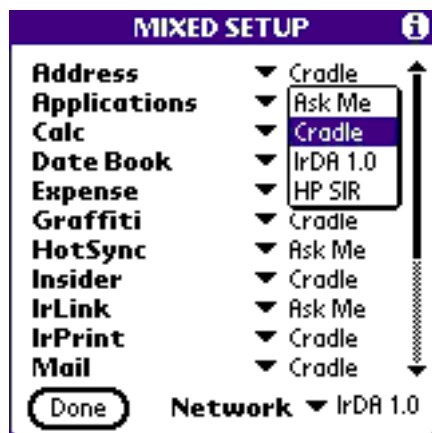 MIXED SETUP i
Address Cradle
Applications Ask Me
Calc Cradle
Date Book IrDA 1.0
Expense HP SIR
Graffiti Cradle
HotSync Ask Me
Insider Cradle
IrLink Ask Me
IrPrint Cradle
Mail Cradle
Done Network IrDA 1.0